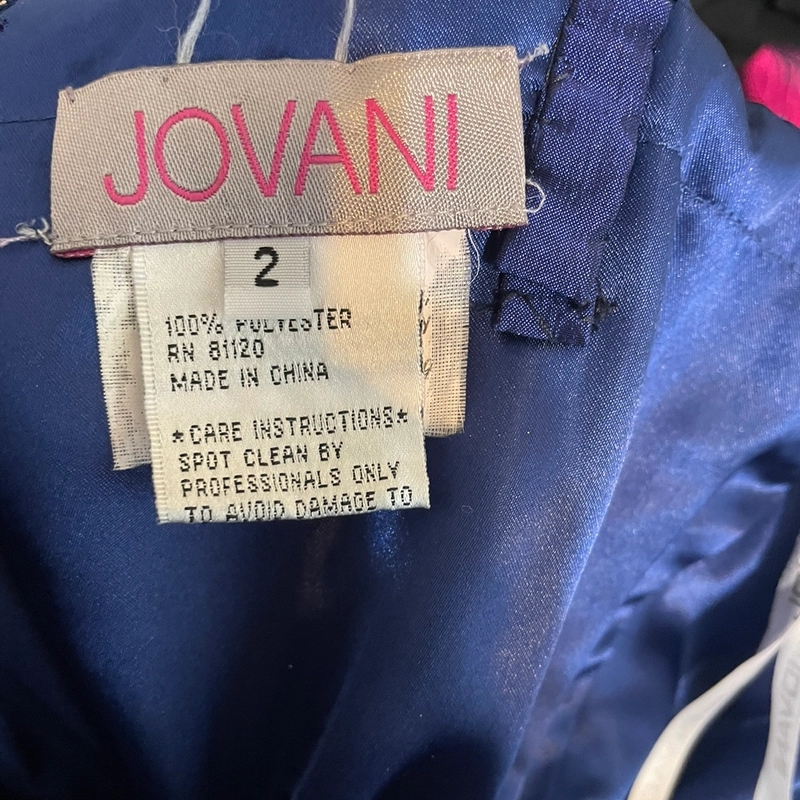 JOVANI
2
100% POLYESTER
RN 81120
MADE IN CHINA
*CARE INSTRUCTIONS*
SPOT CLEAN BY
PROFESSIONALS ONLY
TO AVOID DAMAGE TO